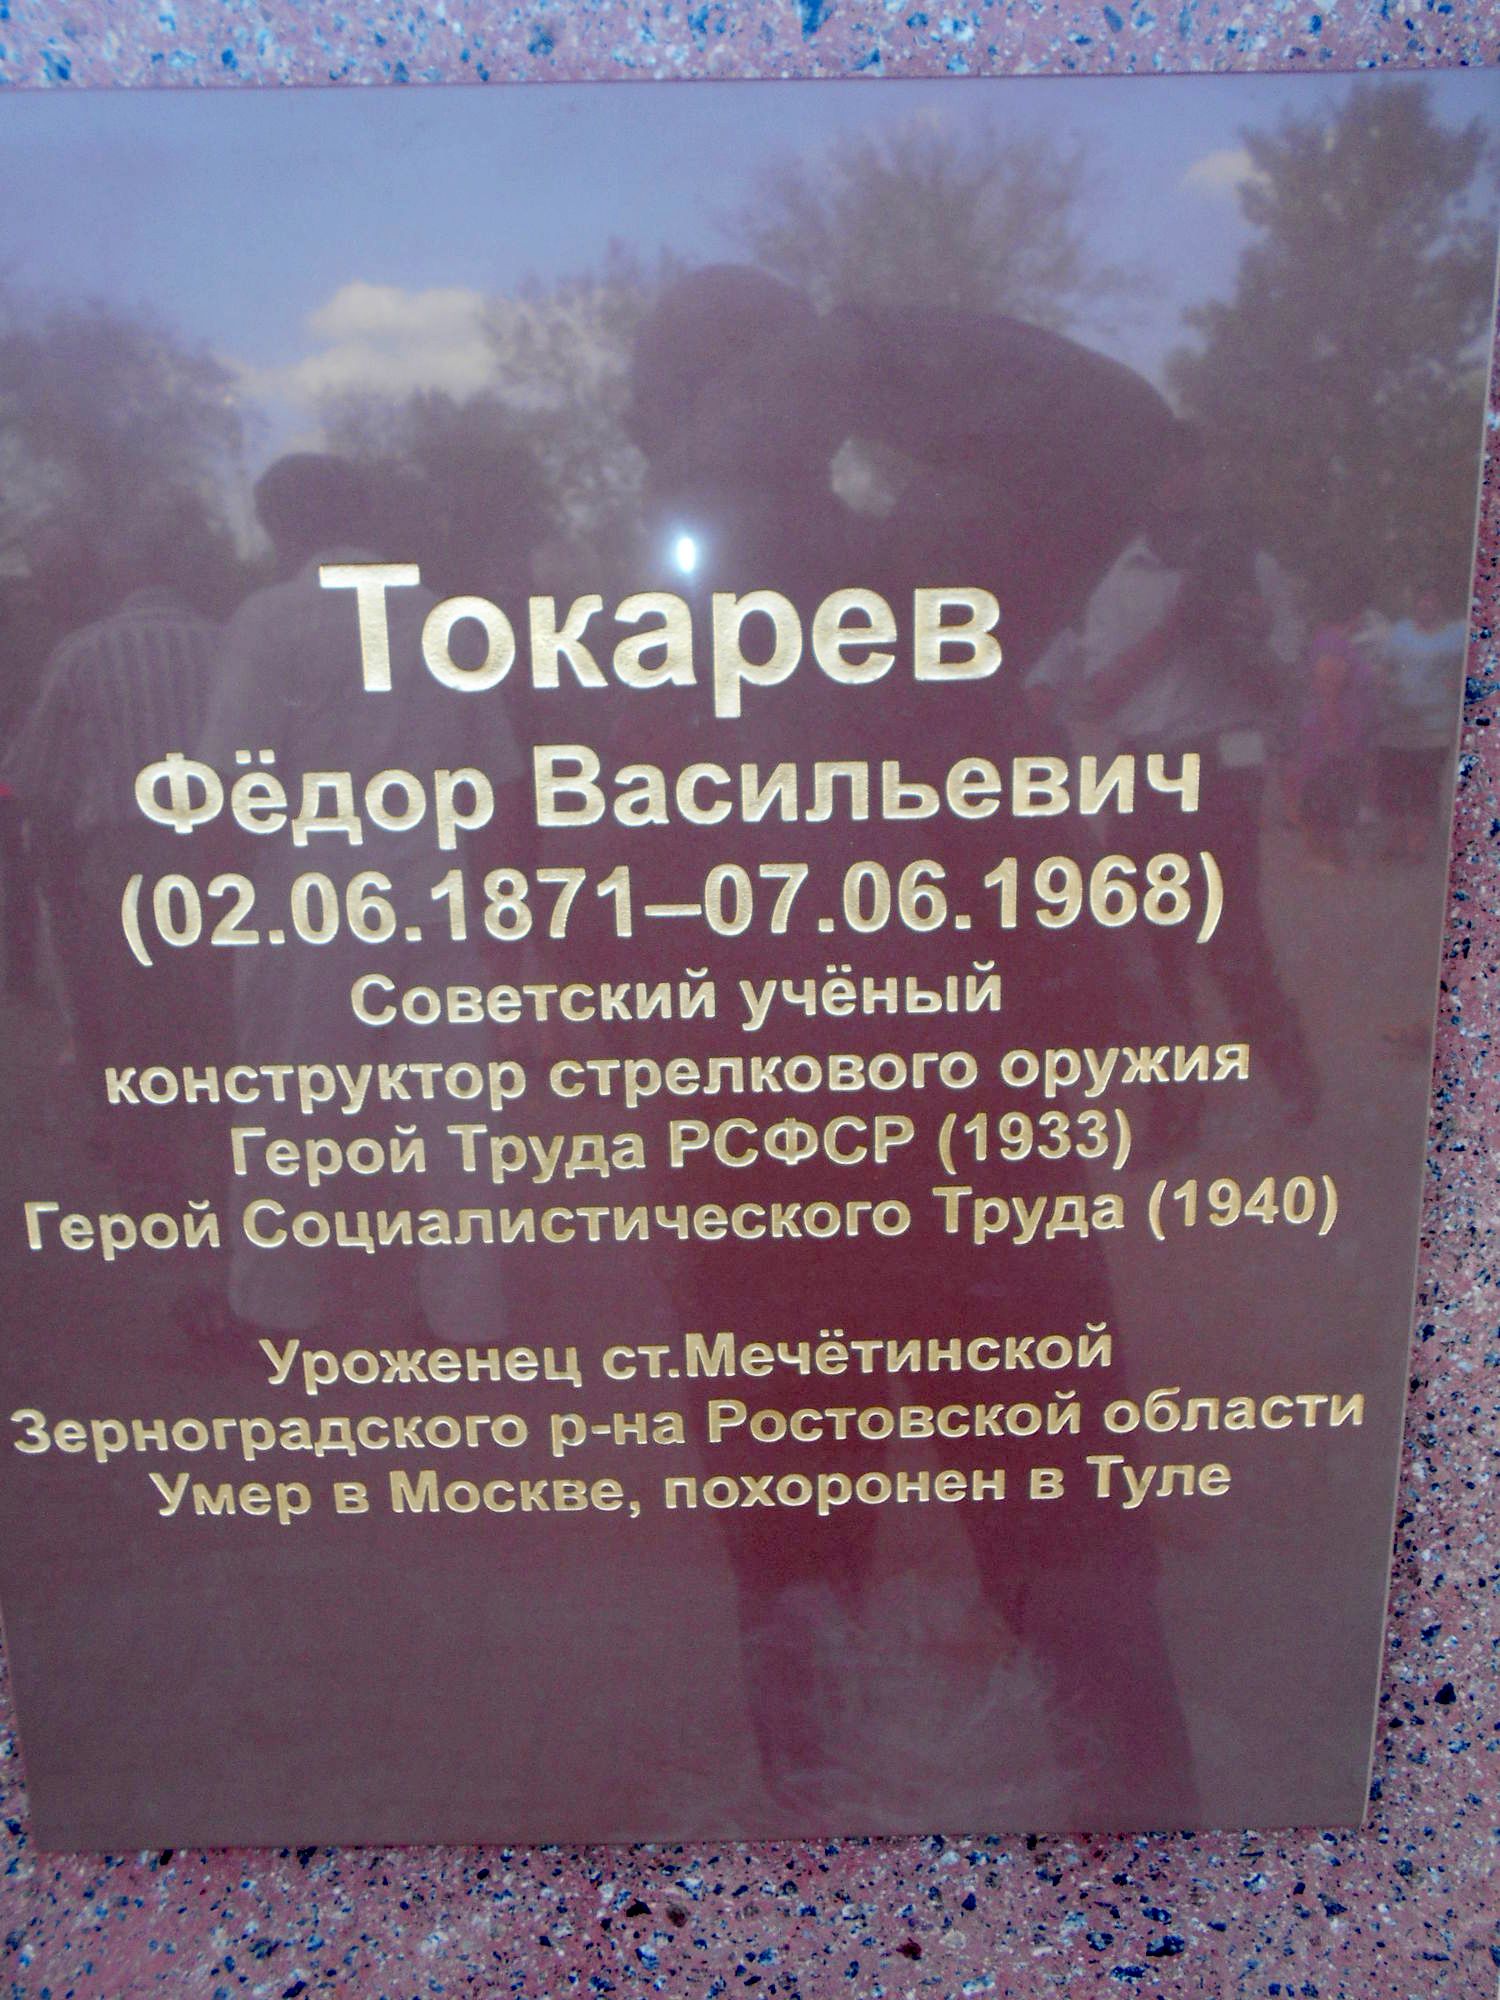 Токарев
Фёдор Васильевич
(02.06.1871–07.06.1968)
Советский учёный
конструктор стрелкового оружия
Герой Труда РСФСР (1933)
Герой Социалистического Труда (1940)
Уроженец ст.Мечётинской
Зерноградского р-на Ростовской области
Умер в Москве, похоронен в Туле